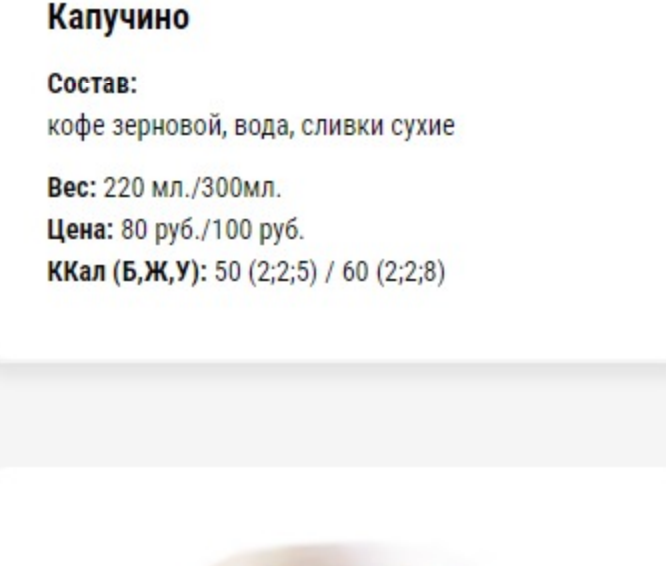 Капучино
Состав:
кофе зерновой, вода, сливки сухие
Вес: 220 мл./300мл.
Цена: 80 руб./100 руб.
ККал (Б,Ж,У): 50 (2;2;5) / 60 (2;2;8)